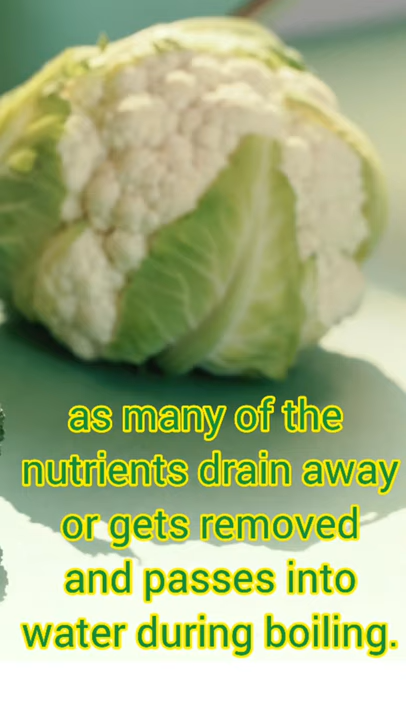 as many of the
nutrients drain away
or gets removed
and passes into
water during boiling.